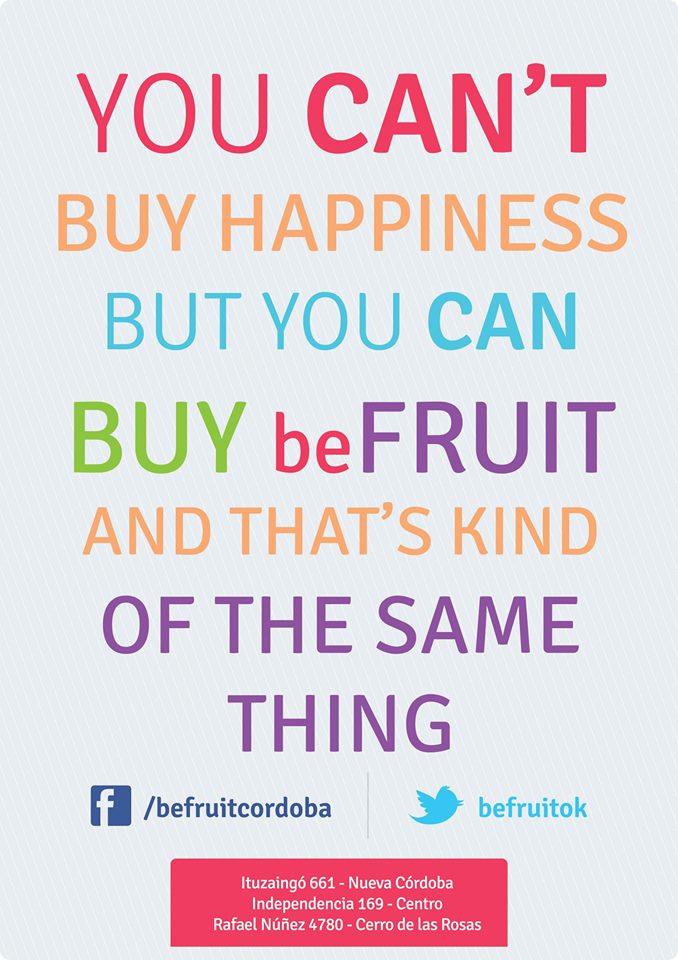 YOU CAN'T
BUY HAPPINESS
BUT YOU CAN
BUY beFRUIT
AND THAT'S KIND
OF THE SAME
THING
/befruitcordoba
befruitok
Ituzaingó 661 - Nueva Córdoba
Independencia 169 - Centro
Rafael Núñez 4780 - Cerro de las Rosas